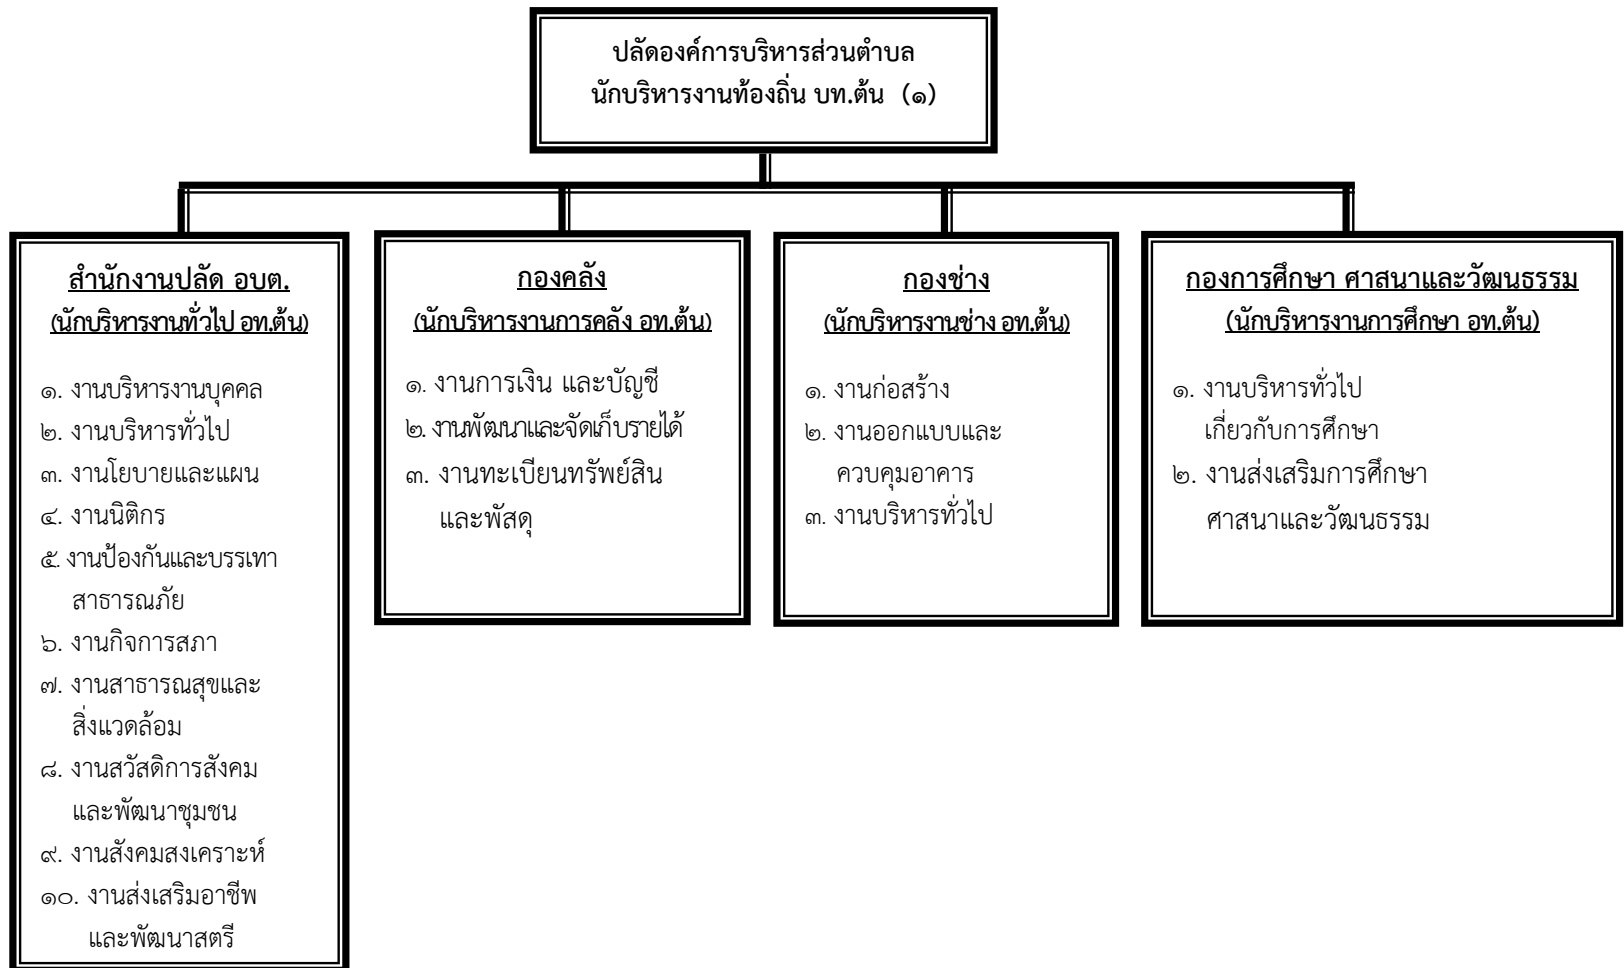 ปลัดองค์การบริหารส่วนตำบล
นักบริหารงานท้องถิ่น บท.ต้น (๑)
สำนักงานปลัด อบต.
(นักบริหารงานทั่วไป อท.ต้น)
๑. งานบริหารงานบุคคล
๒. งานบริหารทั่วไป
๓. งานโยบายและแผน
๔. งานนิติกร
๕. งานป้องกันและบรรเทา
สาธารณภัย
๖. งานกิจการสภา
๗. งานสาธารณสุขและ
สิ่งแวดล้อม
๘. งานสวัสดิการสังคม
และพัฒนาชุมชน
๙. งานสังคมสงเคราะห์
๑๐. งานส่งเสริมอาชีพ
และพัฒนาสตรี
กองคลัง
(นักบริหารงานการคลัง อท.ต้น)
๑. งานการเงิน และบัญชี
๒. งานพัฒนาและจัดเก็บรายได้
๓. งานทะเบียนทรัพย์สิน
และพัสดุ
กองช่าง
(นักบริหารงานช่าง อท.ต้น)
๑. งานก่อสร้าง
๒. งานออกแบบและ
ควบคุมอาคาร
๓. งานบริหารทั่วไป
กองการศึกษา ศาสนาและวัฒนธรรม
(นักบริหารงานการศึกษา อท.ต้น)
๑. งานบริหารทั่วไป
เกี่ยวกับการศึกษา
๒. งานส่งเสริมการศึกษา
ศาสนาและวัฒนธรรม